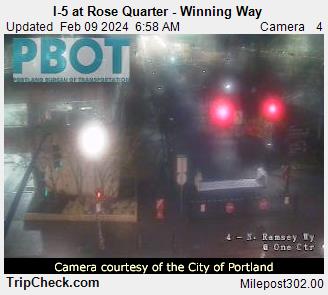 I-5 at Rose Quarter - Winning Way
Updated Feb 09 2024 6:58 AM Camera 4
PBOT
PORTLAND BUREAU OF TRANSPORTATION
4 - N. Ramsey Wy
@ One Ctr
Camera courtesy of the City of Portland
TripCheck.com Milepost302.00